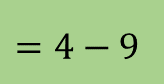 = 4 − 9